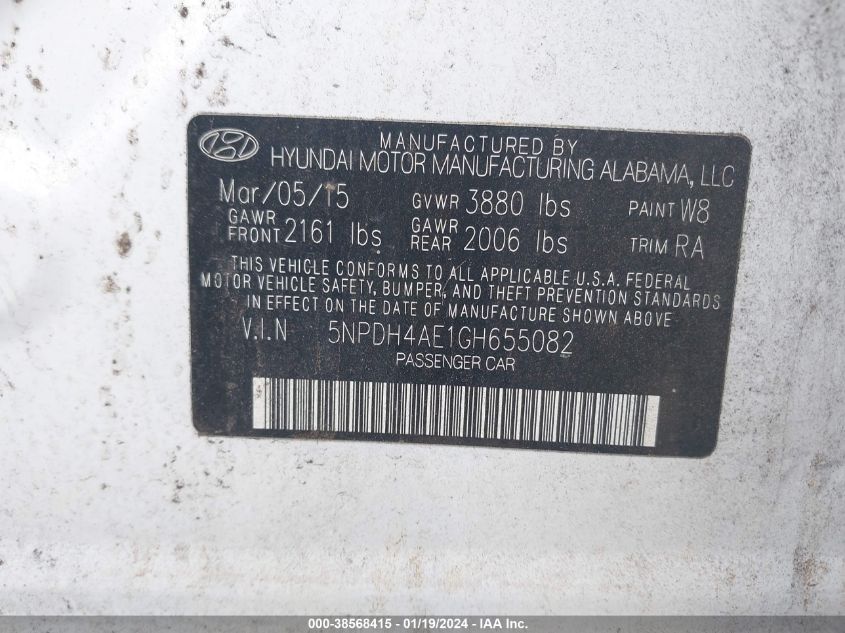 MANUFACTURED BY
HYUNDAI MOTOR MANUFACTURING ALABAMA, LLC
Mar/05/15 GVWR 3880 lbs PAINT W8
GAWR FRONT 2161 lbs GAWR REAR 2006 lbs TRIM RA
THIS VEHICLE CONFORMS TO ALL APPLICABLE U.S.A. FEDERAL
MOTOR VEHICLE SAFETY, BUMPER, AND THEFT PREVENTION STANDARDS
IN EFFECT ON THE DATE OF MANUFACTURE SHOWN ABOVE
V.I.N 5NPDH4AE1GH655082
PASSENGER CAR
000-38568415 - 01/19/2024 - IAA Inc.